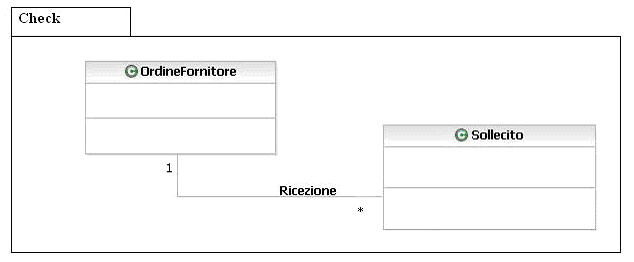 Check
OrdineFornitore
Sollecito
1
Ricezione
*